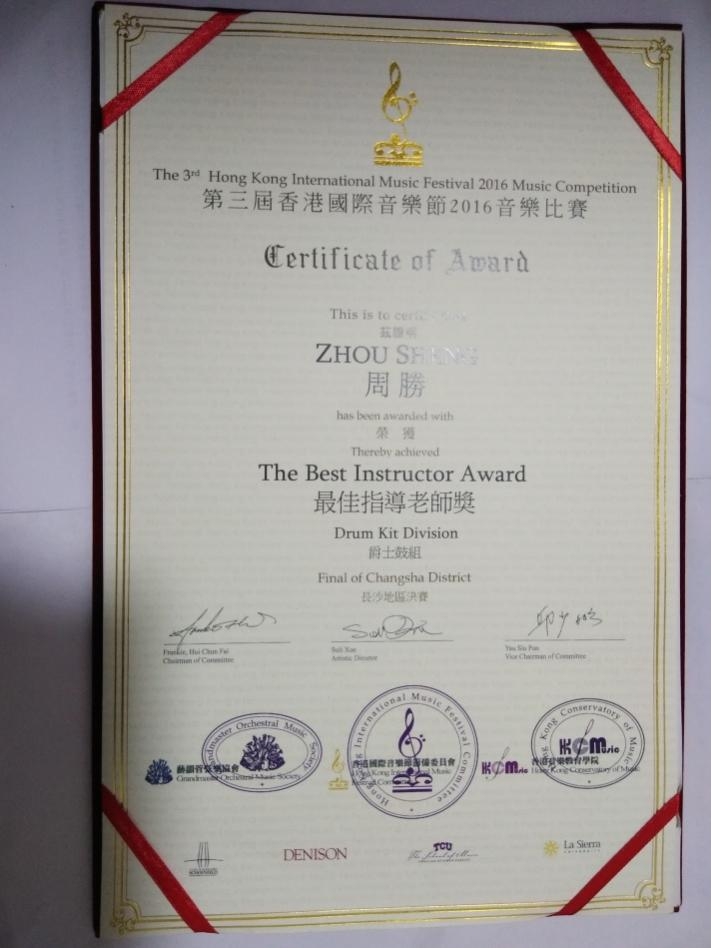 The 3rd Hong Kong International Music Festival 2016 Music Competition
第三屆香港國際音樂節2016音樂比賽
Certificate of Award
This is to certify
茲證明
ZHOU SHENG
周勝
has been awarded with
榮獲
Thereby achieved
The Best Instructor Award
最佳指導老師獎
Drum Kit Division
爵士鼓組
Final of Changsha District
長沙地區決賽
Frankie, Hui Chun Fai
Chairman of Committee
Suli Xue
Artistic Director
Yau Siu Pun
Vice Chairman of Committee
Grandmaster Orchestral Music Society
Hong Kong International Music Festival Committee
Hong Kong Conservatory of Music
藝韻管弦樂協會
Grandmaster Orchestral Music Society
香港國際音樂節籌備委員會
Hong Kong International Music
Festival Committee
HKCMusic
香港音樂教育學院
Hong Kong Conservatory of Music
DENISON
TCU
La Sierra
UNIVERSITY